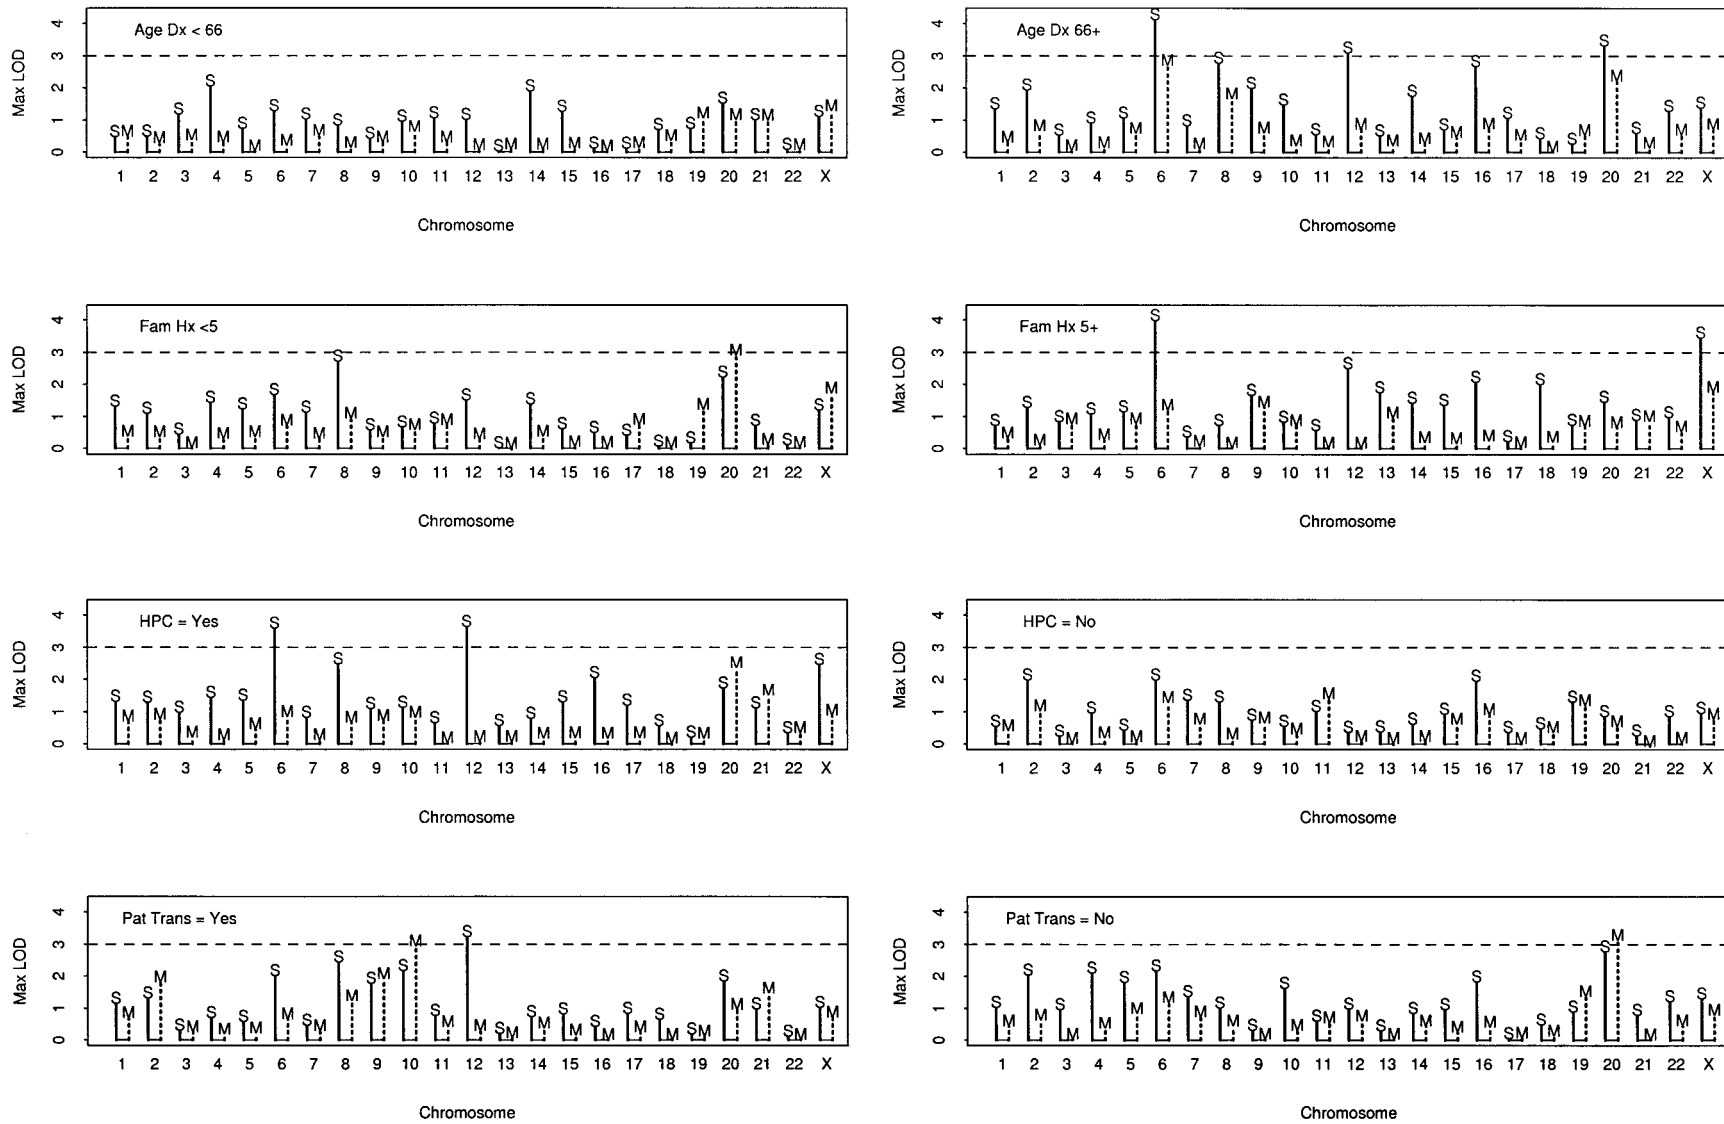 Age Dx < 66
Max LOD
0 1 2 3 4
S M S M S M S M S M S M S M S M S M S M S M S M S M S M S M S M S M S M S M S M S M S M S M
1 2 3 4 5 6 7 8 9 10 11 12 13 14 15 16 17 18 19 20 21 22 X
Chromosome
Age Dx 66+
Max LOD
0 1 2 3 4
S M S M S M S M S M S M S M S M S M S M S M S M S M S M S M S M S M S M S M S M S M S M S M
1 2 3 4 5 6 7 8 9 10 11 12 13 14 15 16 17 18 19 20 21 22 X
Chromosome
Fam Hx <5
Max LOD
0 1 2 3 4
S M S M S M S M S M S M S M S M S M S M S M S M S M S M S M S M S M S M S M S M S M S M S M
1 2 3 4 5 6 7 8 9 10 11 12 13 14 15 16 17 18 19 20 21 22 X
Chromosome
Fam Hx 5+
Max LOD
0 1 2 3 4
S M S M S M S M S M S M S M S M S M S M S M S M S M S M S M S M S M S M S M S M S M S M S M
1 2 3 4 5 6 7 8 9 10 11 12 13 14 15 16 17 18 19 20 21 22 X
Chromosome
HPC = Yes
Max LOD
0 1 2 3 4
S M S M S M S M S M S M S M S M S M S M S M S M S M S M S M S M S M S M S M S M S M S M S M
1 2 3 4 5 6 7 8 9 10 11 12 13 14 15 16 17 18 19 20 21 22 X
Chromosome
HPC = No
Max LOD
0 1 2 3 4
S M S M S M S M S M S M S M S M S M S M S M S M S M S M S M S M S M S M S M S M S M S M S M
1 2 3 4 5 6 7 8 9 10 11 12 13 14 15 16 17 18 19 20 21 22 X
Chromosome
Pat Trans = Yes
Max LOD
0 1 2 3 4
S M S M S M S M S M S M S M S M S M S M S M S M S M S M S M S M S M S M S M S M S M S M S M
1 2 3 4 5 6 7 8 9 10 11 12 13 14 15 16 17 18 19 20 21 22 X
Chromosome
Pat Trans = No
Max LOD
0 1 2 3 4
S M S M S M S M S M S M S M S M S M S M S M S M S M S M S M S M S M S M S M S M S M S M S M
1 2 3 4 5 6 7 8 9 10 11 12 13 14 15 16 17 18 19 20 21 22 X
Chromosome